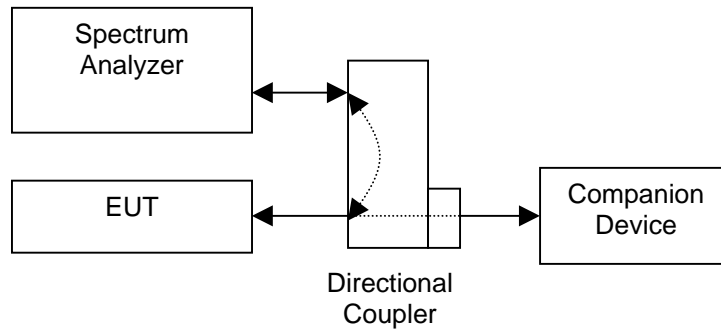 Spectrum
Analyzer
EUT
Companion
Device
Directional
Coupler